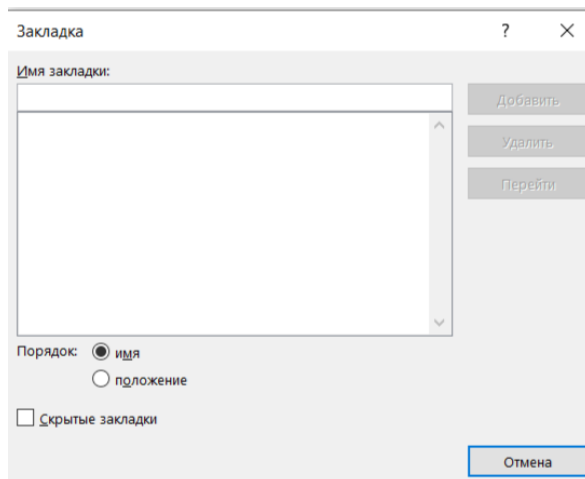 Закладка ?
Имя закладки:
Добавить
Удалить
Перейти
Порядок: имя
положение
Скрытые закладки
Отмена